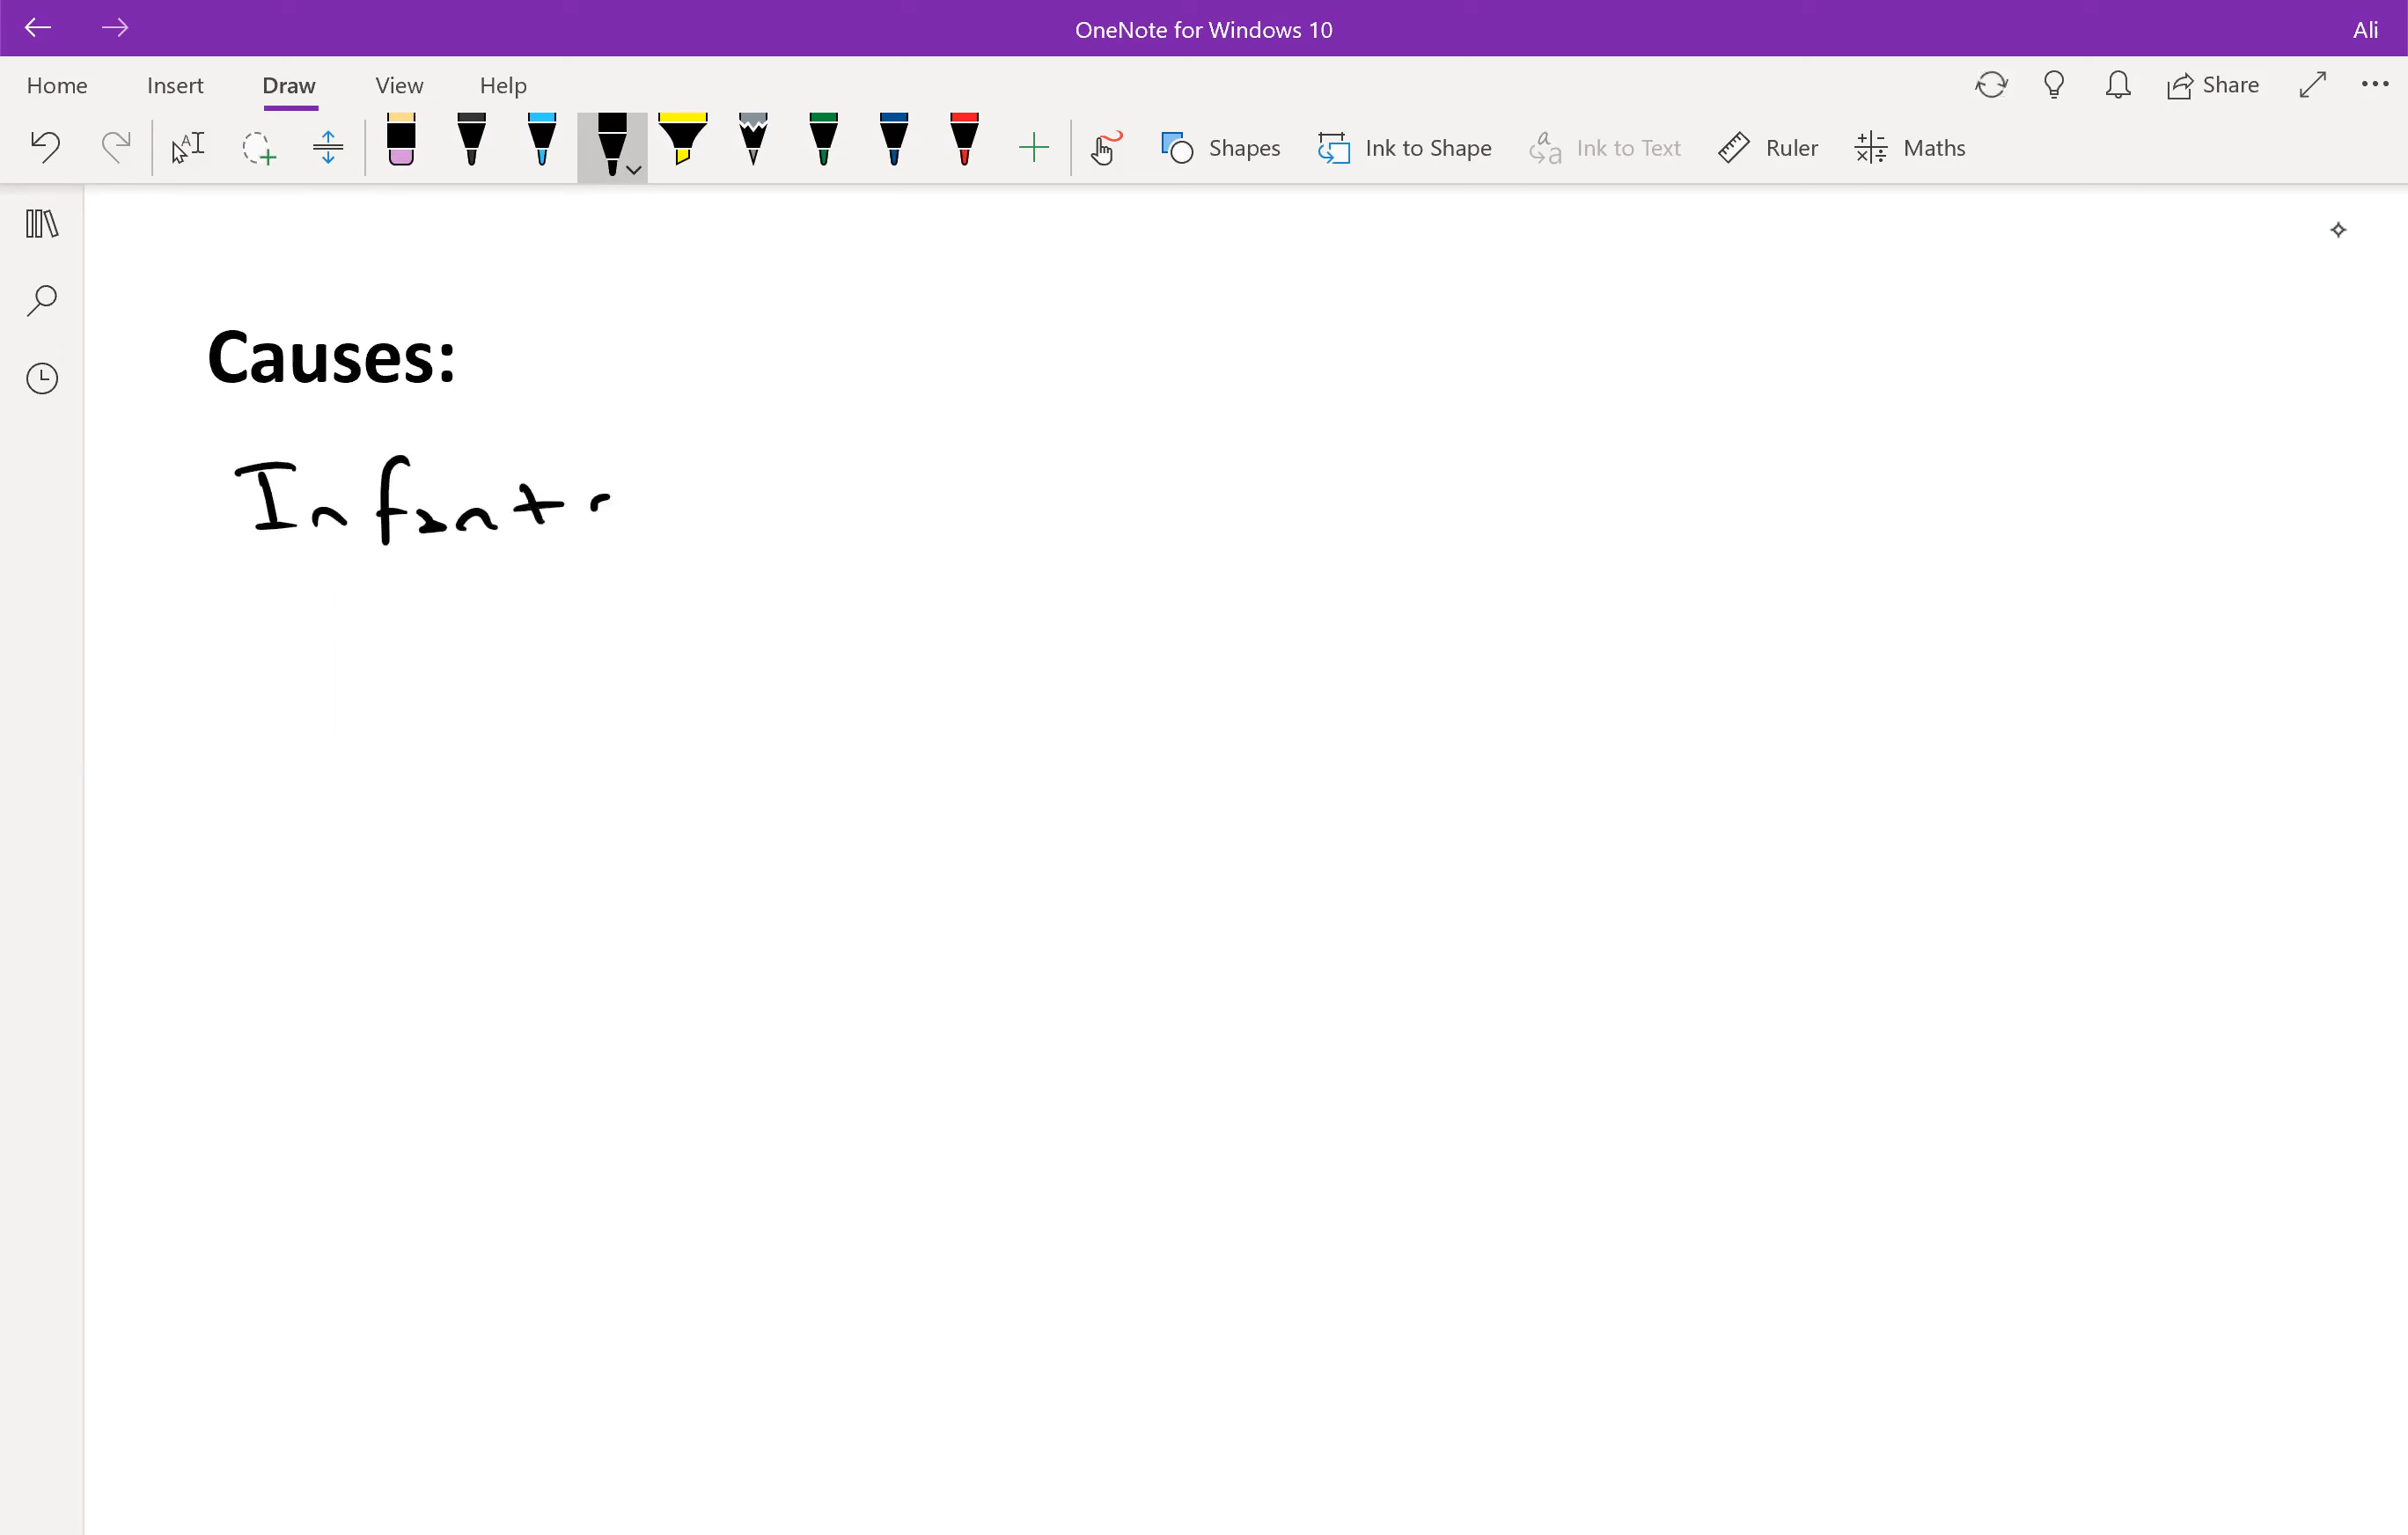 OneNote for Windows 10 Ali
Home Insert Draw View Help Share
Shapes Ink to Shape Ink to Text Ruler Maths
Causes: